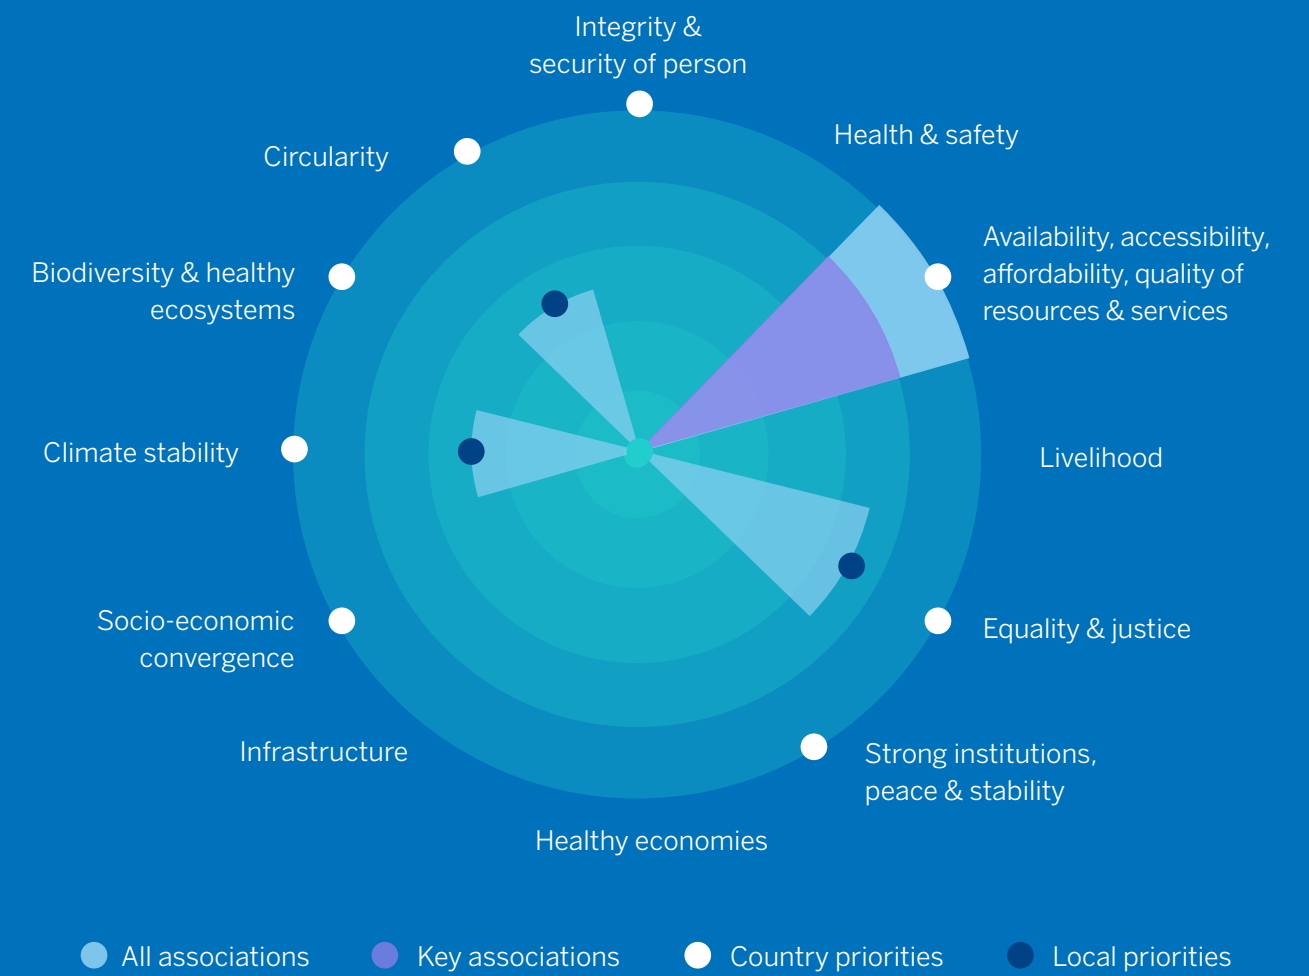 Integrity &
security of person
Health & safety
Circularity
Availability, accessibility,
affordability, quality of
resources & services
Biodiversity & healthy
ecosystems
Climate stability
Livelihood
Socio-economic
convergence
Equality & justice
Infrastructure
Strong institutions,
peace & stability
Healthy economies
All associations
Key associations
Country priorities
Local priorities